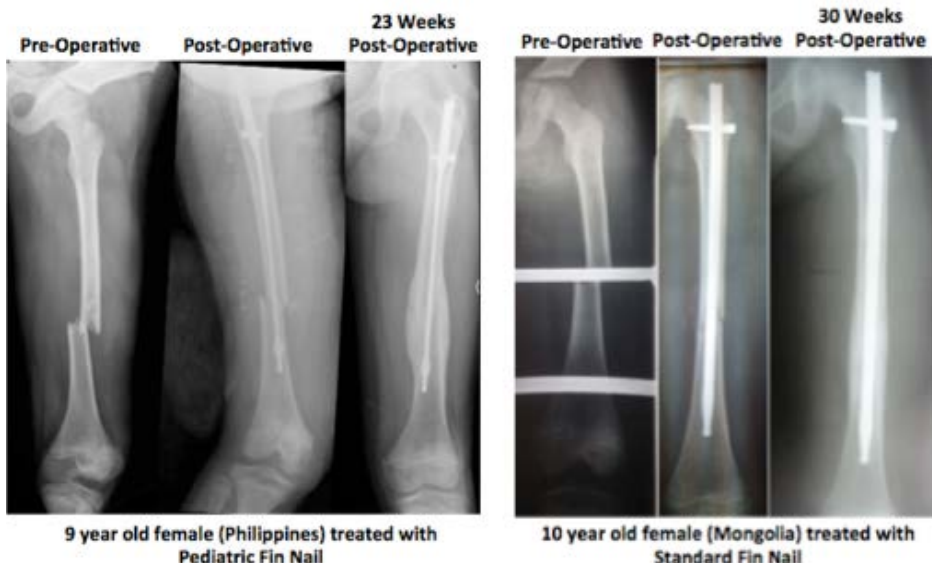 23 Weeks
Pre-Operative Post-Operative Post-Operative
9 year old female (Philippines) treated with
Pediatric Fin Nail
30 Weeks
Pre-Operative Post-Operative Post-Operative
10 year old female (Mongolia) treated with
Standard Fin Nail